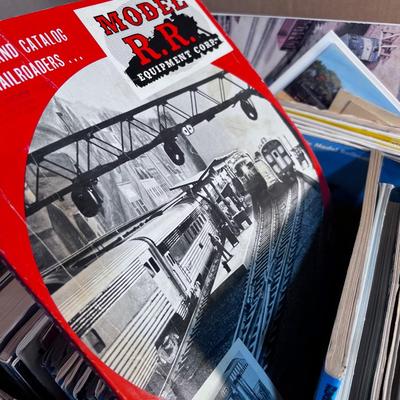 AND CATALOG
AILROADERS ...
MODEL
R.R.
EQUIPMENT CORP.